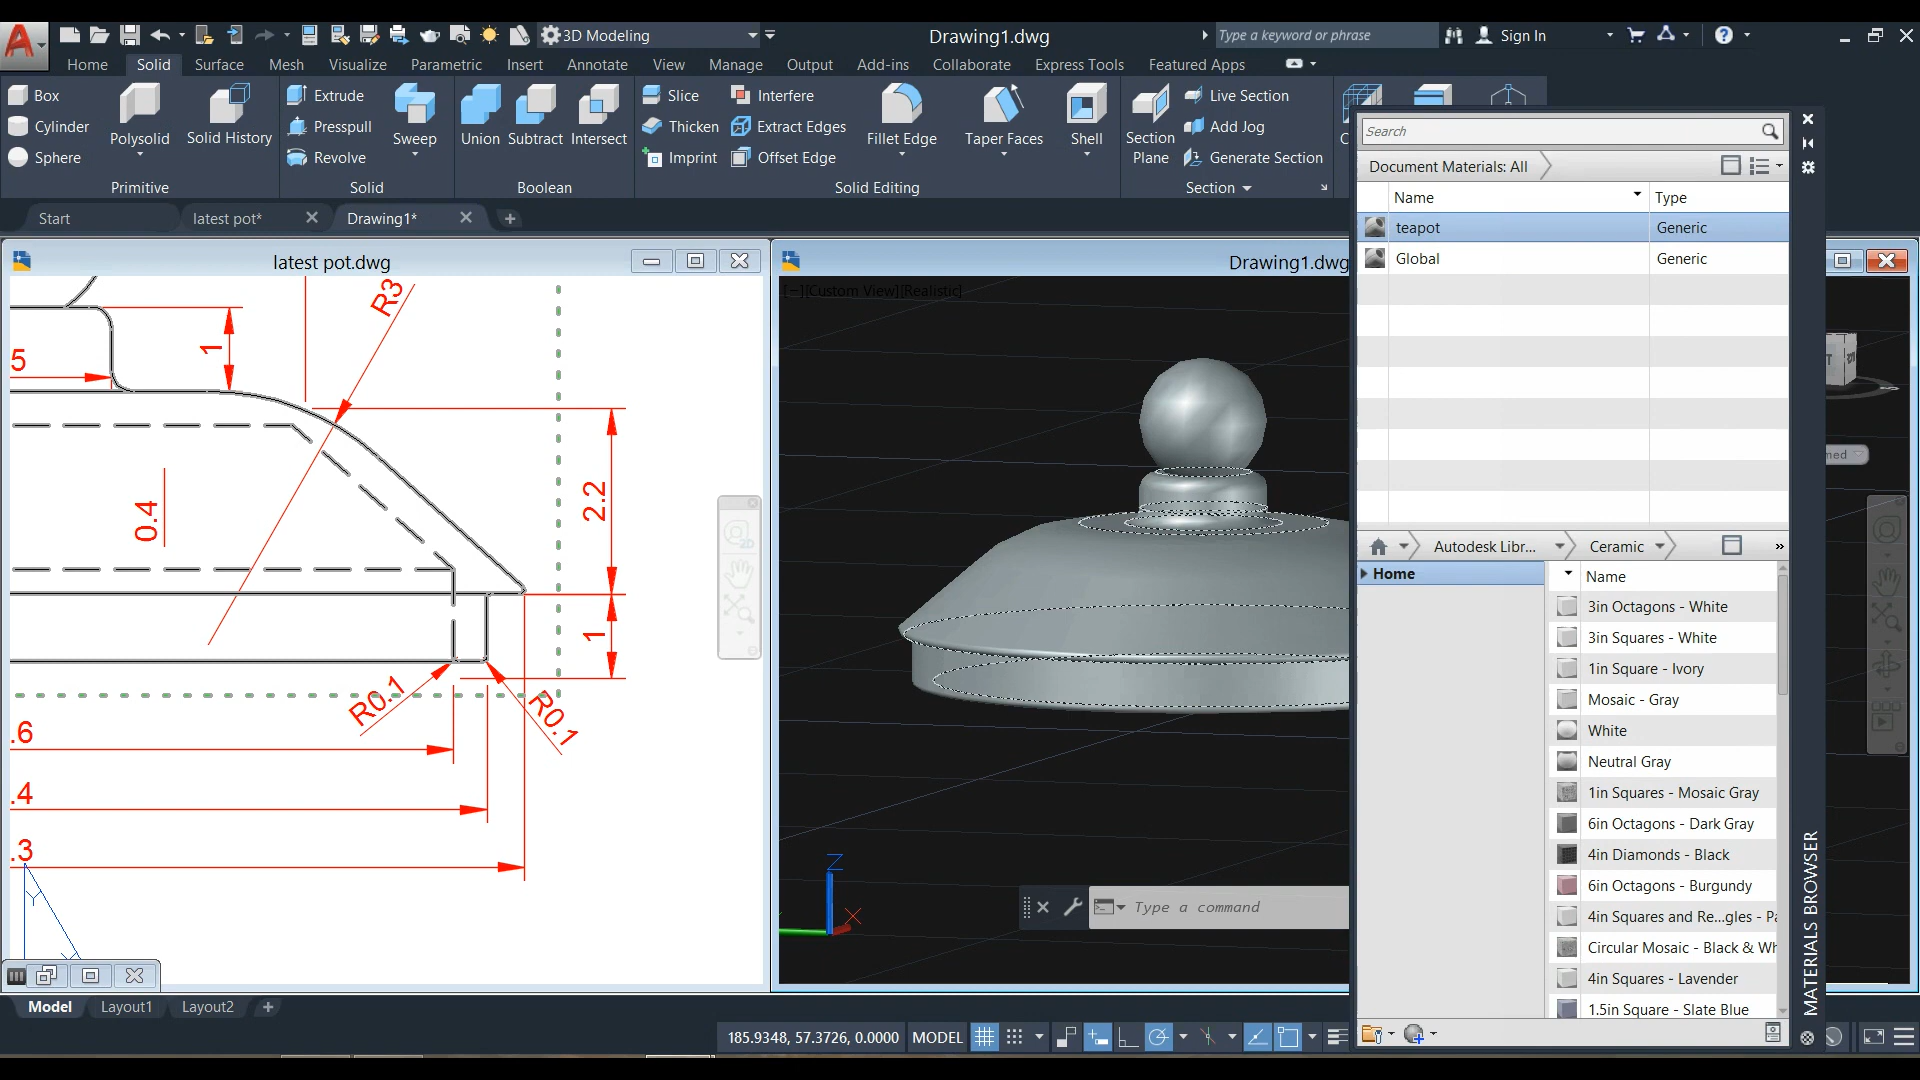 3D Modeling
Drawing1.dwg
Type a keyword or phrase
Sign In
Home
Solid
Surface
Mesh
Visualize
Parametric
Insert
Annotate
View
Manage
Output
Add-ins
Collaborate
Express Tools
Featured Apps
Box
Cylinder
Sphere
Polysolid
Solid History
Primitive
Extrude
Presspull
Revolve
Sweep
Solid
Union
Subtract
Intersect
Boolean
Slice
Thicken
Imprint
Interfere
Extract Edges
Offset Edge
Fillet Edge
Taper Faces
Shell
Solid Editing
Section
Plane
Live Section
Add Jog
Generate Section
Section
Start
latest pot*
Drawing1*
latest pot.dwg
Drawing1.dwg
[−][Custom View][Realistic]
R3
1
5
2.2
0.4
1
R0.1
R0.1
.6
.4
.3
Y
2D
Z
X
Type a command
Search
Document Materials: All
Name
Type
teapot
Generic
Global
Generic
Autodesk Libr...
Ceramic
»
Home
Name
3in Octagons - White
3in Squares - White
1in Square - Ivory
Mosaic - Gray
White
Neutral Gray
1in Squares - Mosaic Gray
6in Octagons - Dark Gray
4in Diamonds - Black
6in Octagons - Burgundy
4in Squares and Re...gles - Pa
Circular Mosaic - Black & Wh
4in Squares - Lavender
1.5in Square - Slate Blue
MATERIALS BROWSER
med
Model
Layout1
Layout2
185.9348, 57.3726, 0.0000
MODEL